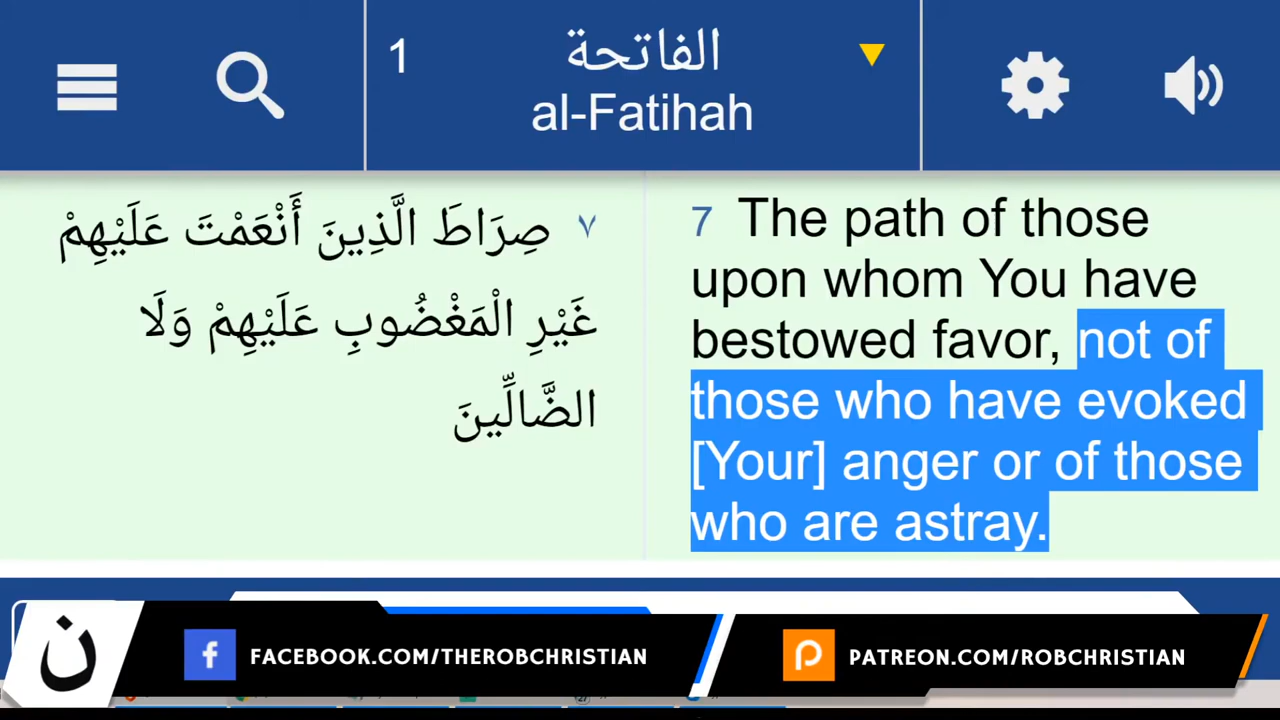 1
الفاتحة
al-Fatihah
٧ صِرَاطَ الَّذِينَ أَنْعَمْتَ عَلَيْهِمْ
غَيْرِ الْمَغْضُوبِ عَلَيْهِمْ وَلَا
الضَّالِّينَ
7 The path of those
upon whom You have
bestowed favor, not of
those who have evoked
[Your] anger or of those
who are astray.
ن
f FACEBOOK.COM/THEROBCHRISTIAN
PATREON.COM/ROBCHRISTIAN